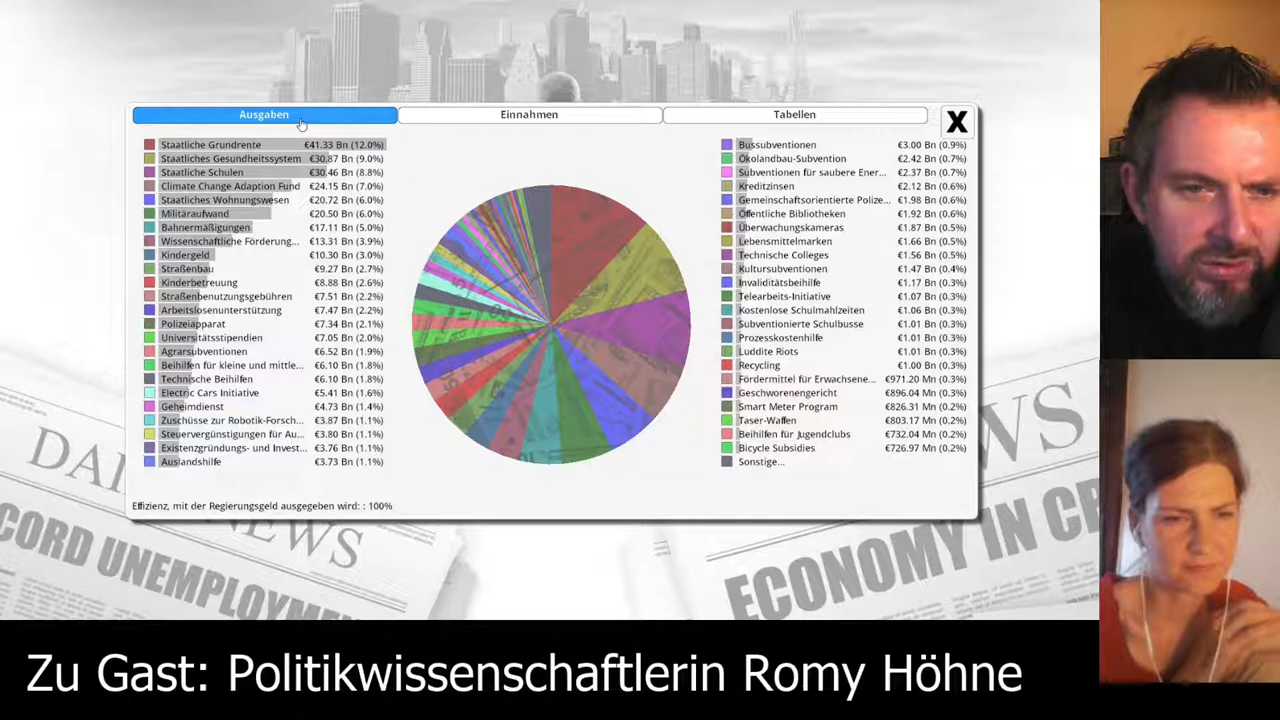 Ausgaben
Einnahmen
Tabellen
X
Staatliche Grundrente €41.33 Bn (12.0%)
Staatliches Gesundheitssystem €30.87 Bn (9.0%)
Staatliche Schulen €30.46 Bn (8.8%)
Climate Change Adaption Fund €24.15 Bn (7.0%)
Staatliches Wohnungswesen €20.72 Bn (6.0%)
Militäraufwand €20.50 Bn (6.0%)
Bahnermäßigungen €17.11 Bn (5.0%)
Wissenschaftliche Förderung... €13.31 Bn (3.9%)
Kindergeld €10.30 Bn (3.0%)
Straßenbau €9.27 Bn (2.7%)
Kinderbetreuung €8.88 Bn (2.6%)
Straßenbenutzungsgebühren €7.51 Bn (2.2%)
Arbeitslosenunterstützung €7.47 Bn (2.2%)
Polizeiapparat €7.34 Bn (2.1%)
Universitätsstipendien €7.05 Bn (2.0%)
Agrarsubventionen €6.52 Bn (1.9%)
Beihilfen für kleine und mittle... €6.10 Bn (1.8%)
Technische Beihilfen €6.10 Bn (1.8%)
Electric Cars Initiative €5.41 Bn (1.6%)
Geheimdienst €4.73 Bn (1.4%)
Zuschüsse zur Robotik-Forsch... €3.87 Bn (1.1%)
Steuervergünstigungen für Au... €3.80 Bn (1.1%)
Existenzgründungs- und Invest... €3.76 Bn (1.1%)
Auslandshilfe €3.73 Bn (1.1%)
Bussubventionen €3.00 Bn (0.9%)
Ökolandbau-Subvention €2.42 Bn (0.7%)
Subventionen für saubere Ener... €2.37 Bn (0.7%)
Kreditzinsen €2.12 Bn (0.6%)
Gemeinschaftsorientierte Polize... €1.98 Bn (0.6%)
Öffentliche Bibliotheken €1.92 Bn (0.6%)
Überwachungskameras €1.87 Bn (0.5%)
Lebensmittelmarken €1.66 Bn (0.5%)
Technische Colleges €1.56 Bn (0.5%)
Kultursubventionen €1.47 Bn (0.4%)
Invaliditätsbeihilfe €1.17 Bn (0.3%)
Telearbeits-Initiative €1.07 Bn (0.3%)
Kostenlose Schulmahlzeiten €1.06 Bn (0.3%)
Subventionierte Schulbusse €1.01 Bn (0.3%)
Prozesskostenhilfe €1.01 Bn (0.3%)
Luddite Riots €1.01 Bn (0.3%)
Recycling €1.00 Bn (0.3%)
Fördermittel für Erwachsene... €971.20 Mn (0.3%)
Geschworenengericht €896.04 Mn (0.3%)
Smart Meter Program €826.31 Mn (0.2%)
Taser-Waffen €803.17 Mn (0.2%)
Beihilfen für Jugendclubs €732.04 Mn (0.2%)
Bicycle Subsidies €726.97 Mn (0.2%)
Sonstige...
Effizienz, mit der Regierungsgeld ausgegeben wird: : 100%
NEWS
NEWS
ECONOMY IN
Zu Gast: Politikwissenschaftlerin Romy Höhne